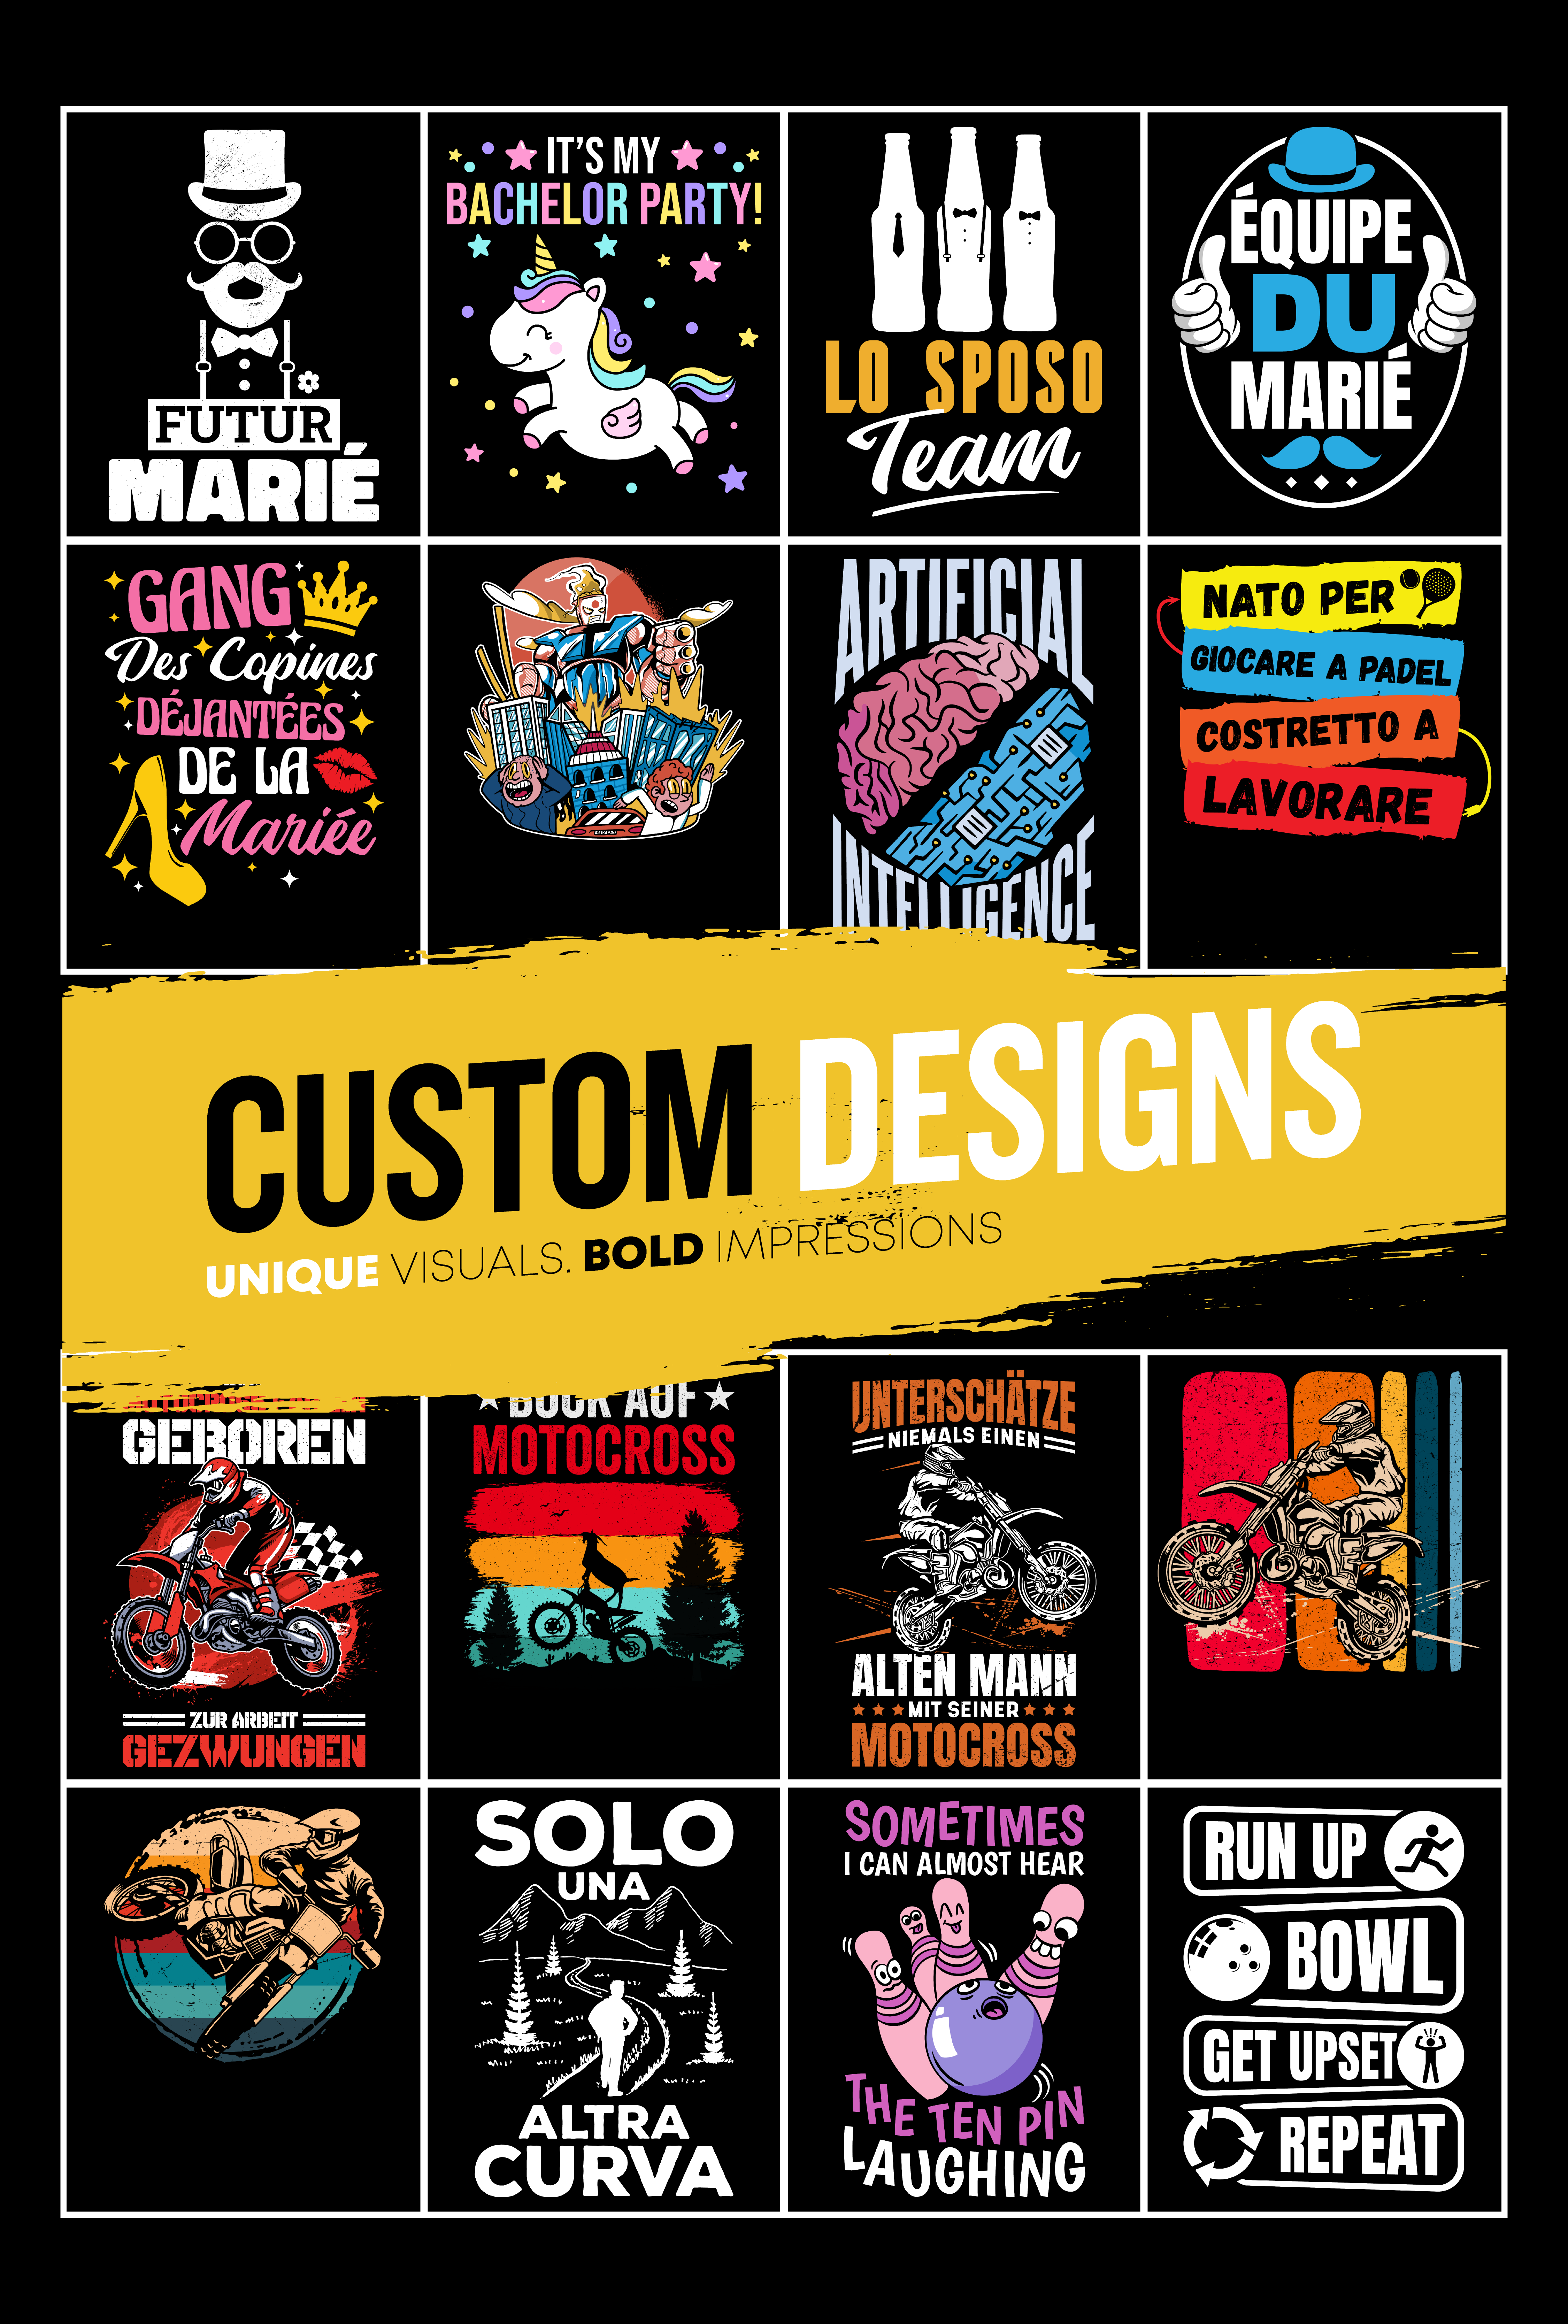 FUTUR
MARIÉ
IT'S MY
BACHELOR PARTY!
LO SPOSO
Team
ÉQUIPE
DU
MARIÉ
GANG
Des Copines
DÉJANTÉES
DE LA
Mariée
ARTIFICIAL
INTELLIGENCE
NATO PER
GIOCARE A PADEL
COSTRETTO A
LAVORARE
CUSTOM DESIGNS
UNIQUE VISUALS. BOLD IMPRESSIONS
GEBOREN
ZUR ARBEIT
GEZWUNGEN
BOCK AUF
MOTOCROSS
UNTERSCHÄTZE
NIEMALS EINEN
ALTEN MANN
MIT SEINER
MOTOCROSS
SOLO
UNA
ALTRA
CURVA
SOMETIMES
I CAN ALMOST HEAR
THE TEN PIN
LAUGHING
RUN UP
BOWL
GET UPSET
REPEAT